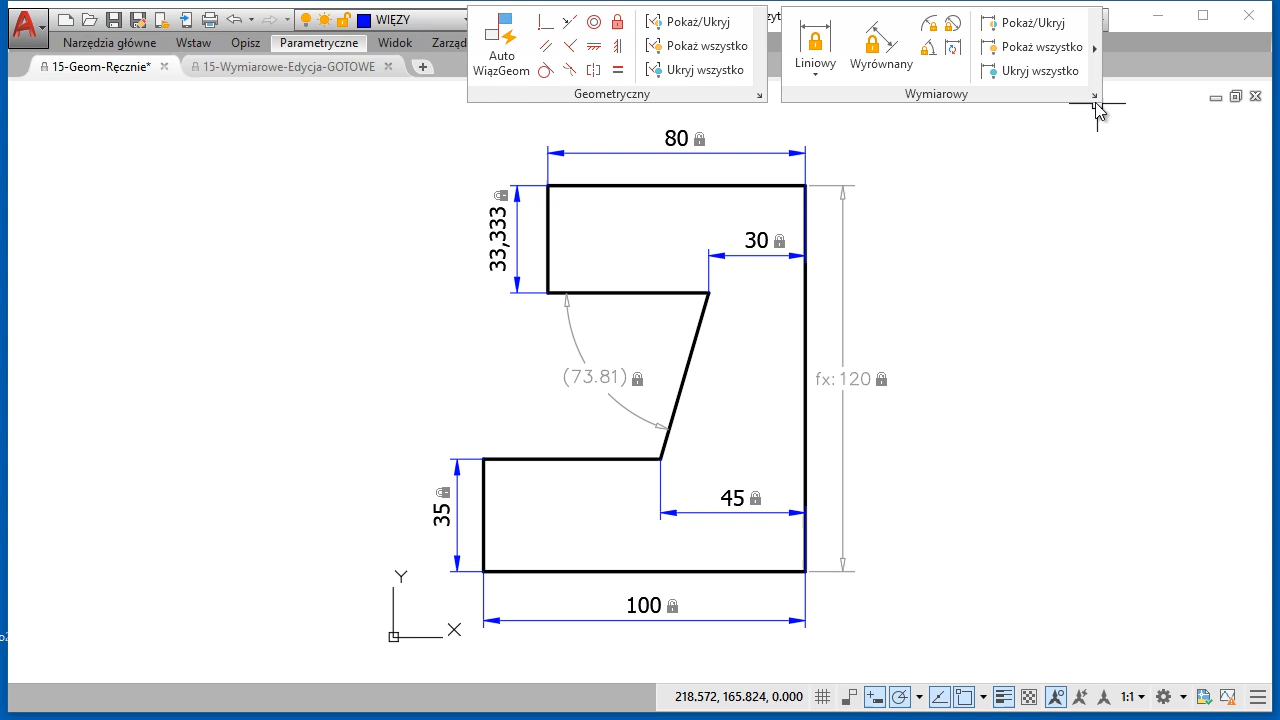 WIĘZY
zyt
Narzędzia główne
Wstaw
Opisz
Parametryczne
Widok
Zarząd
15-Geom-Ręcznie*
15-Wymiarowe-Edycja-GOTOWE
Auto
WiązGeom
Pokaż/Ukryj
Pokaż wszystko
Ukryj wszystko
Geometryczny
Liniowy
Wyrównany
Pokaż/Ukryj
Pokaż wszystko
Ukryj wszystko
Wymiarowy
80
33,333
30
(73.81)
fx: 120
35
45
100
Y
X
218.572, 165.824, 0.000
1:1